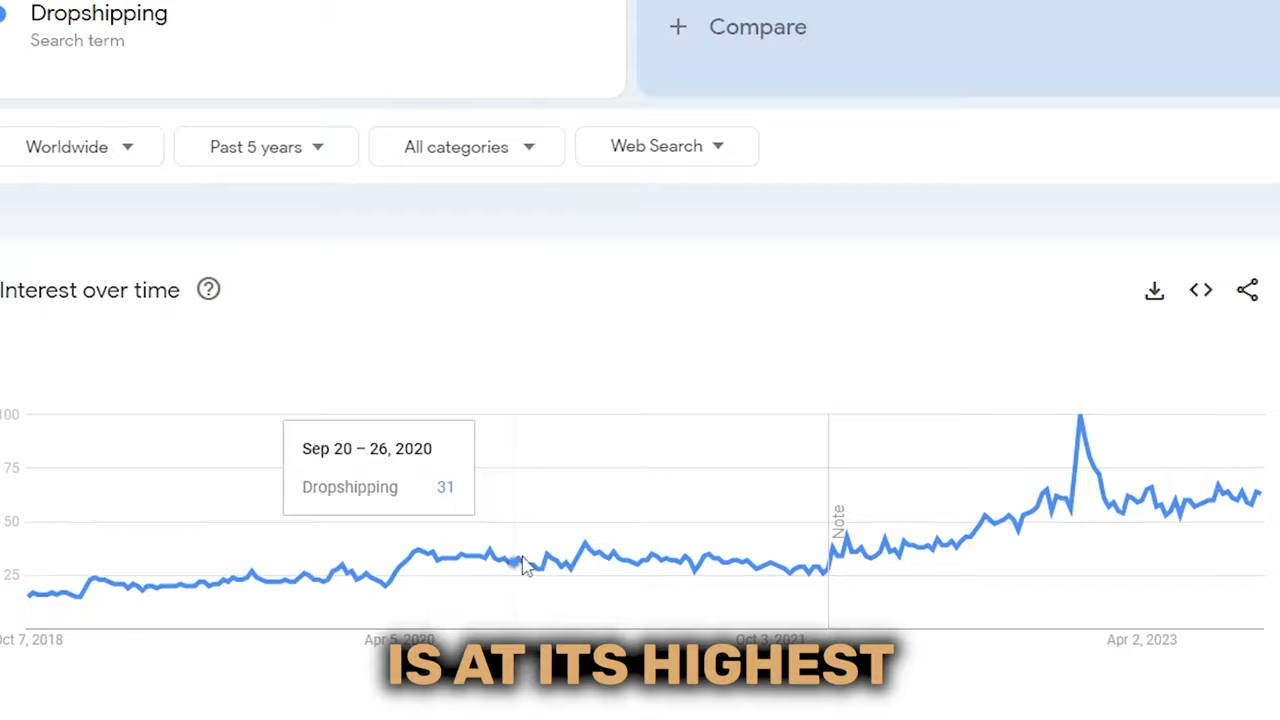 Dropshipping
Search term
+ Compare
Worldwide
Past 5 years
All categories
Web Search
Interest over time
100
75
50
25
Sep 20 – 26, 2020
Dropshipping 31
Note
Oct 7, 2018
Apr 5, 2020
Oct 3, 2021
Apr 2, 2023
IS AT ITS HIGHEST